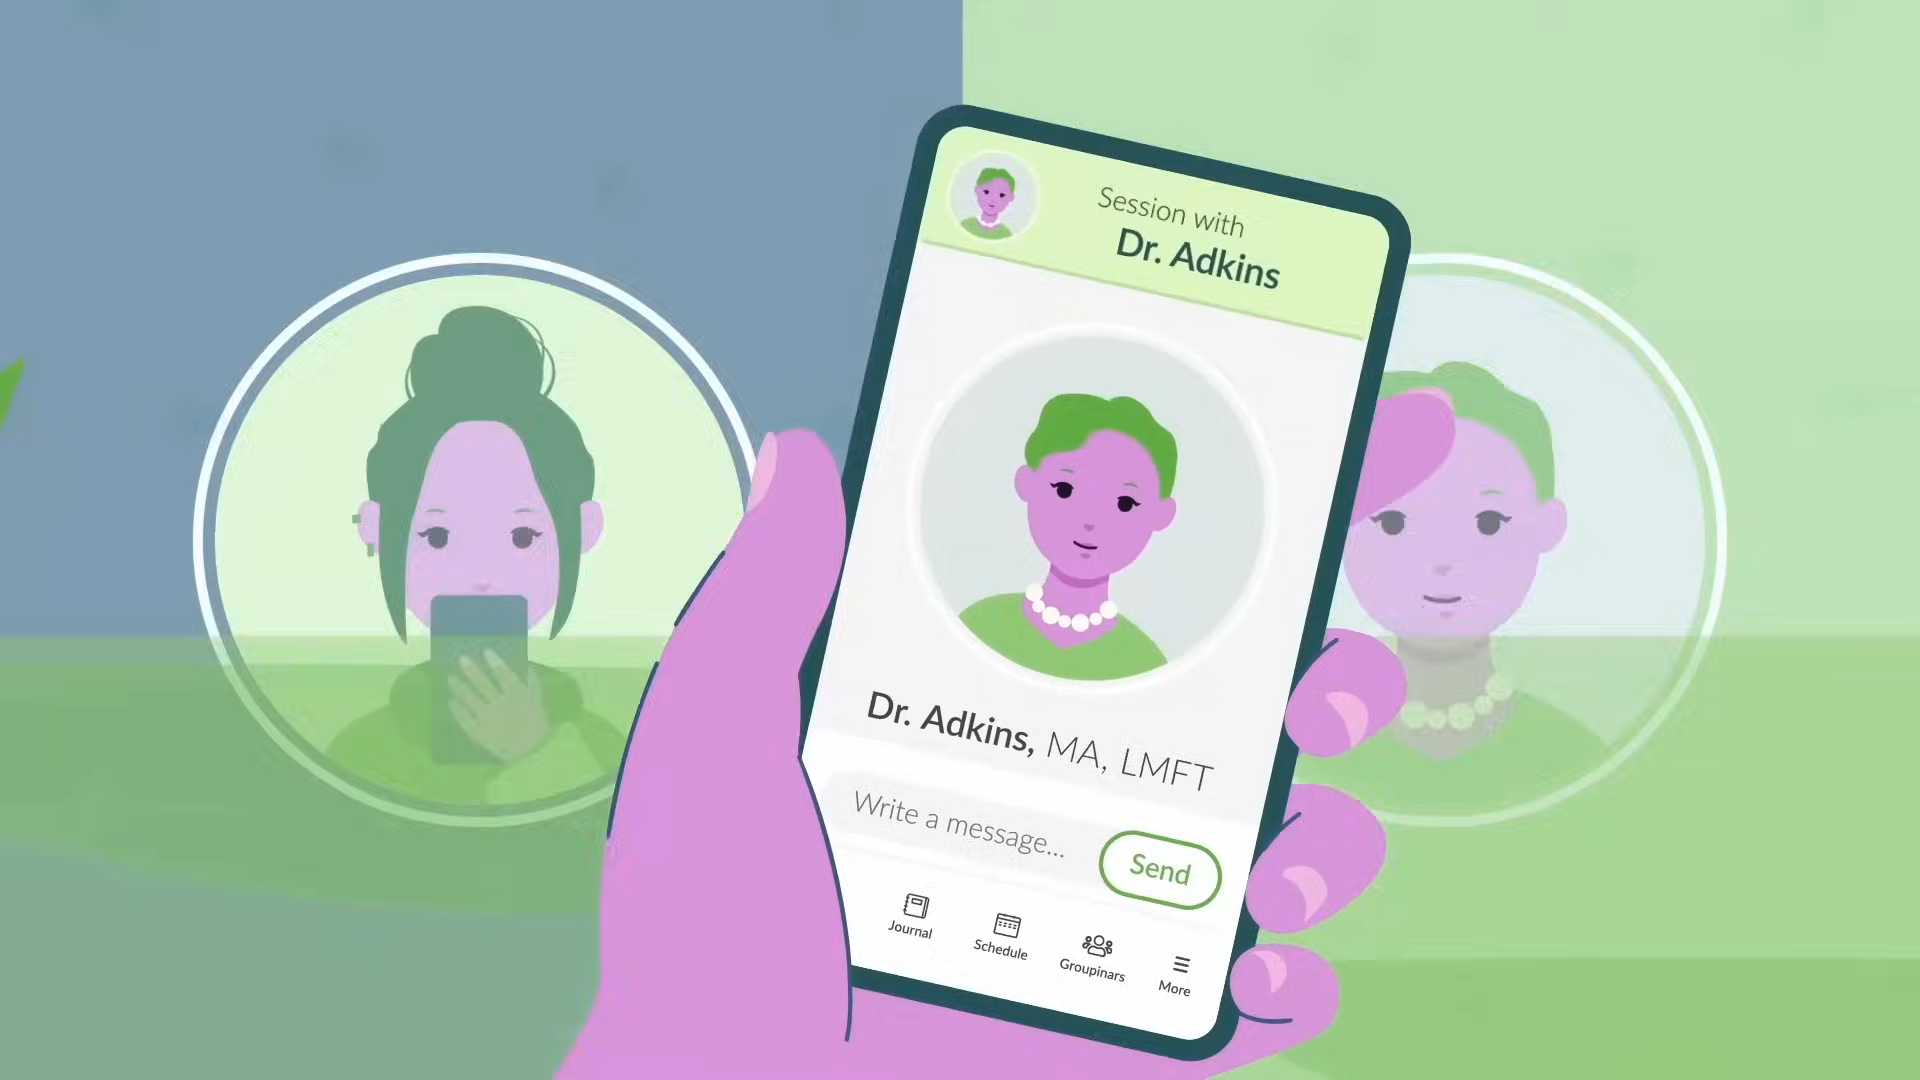 Session with
Dr. Adkins
Dr. Adkins, MA, LMFT
Write a message...
Send
Journal
Schedule
Groupinars
More